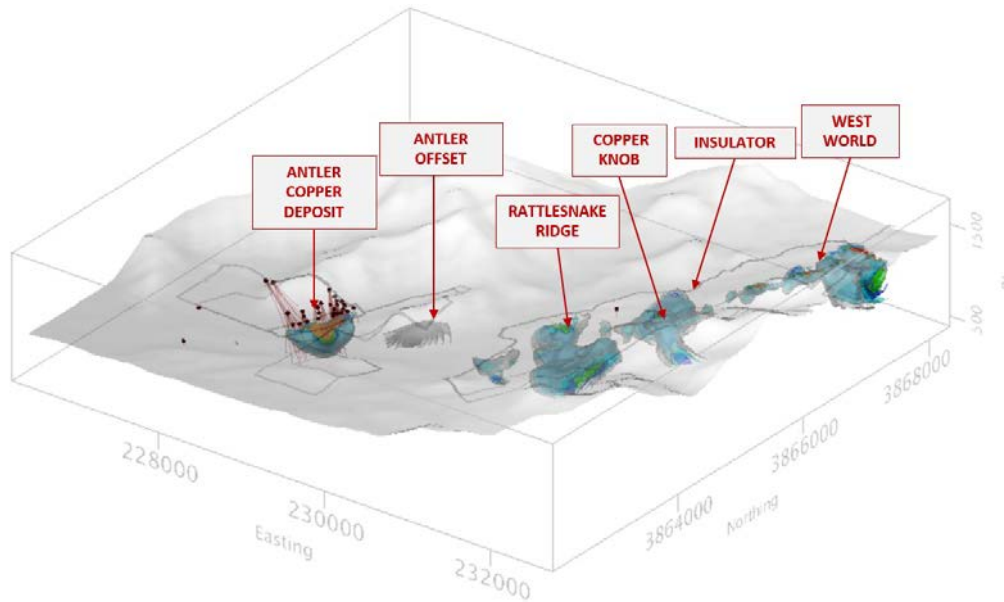 ANTLER
COPPER
DEPOSIT
ANTLER
OFFSET
RATTLESNAKE
RIDGE
COPPER
KNOB
INSULATOR
WEST
WORLD
1500
500
228000
230000
232000
Easting
3864000
3866000
3868000
Northing